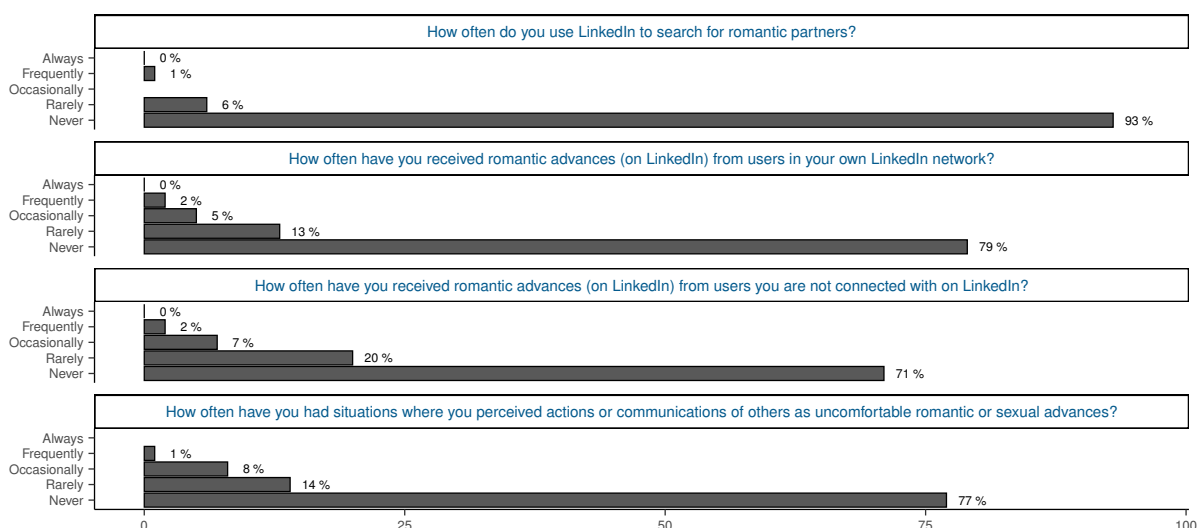 How often do you use LinkedIn to search for romantic partners?
Always 0 %
Frequently 1 %
Occasionally
Rarely 6 %
Never 93 %
How often have you received romantic advances (on LinkedIn) from users in your own LinkedIn network?
Always 0 %
Frequently 2 %
Occasionally 5 %
Rarely 13 %
Never 79 %
How often have you received romantic advances (on LinkedIn) from users you are not connected with on LinkedIn?
Always 0 %
Frequently 2 %
Occasionally 7 %
Rarely 20 %
Never 71 %
How often have you had situations where you perceived actions or communications of others as uncomfortable romantic or sexual advances?
Always
Frequently 1 %
Occasionally 8 %
Rarely 14 %
Never 77 %
0 25 50 75 100